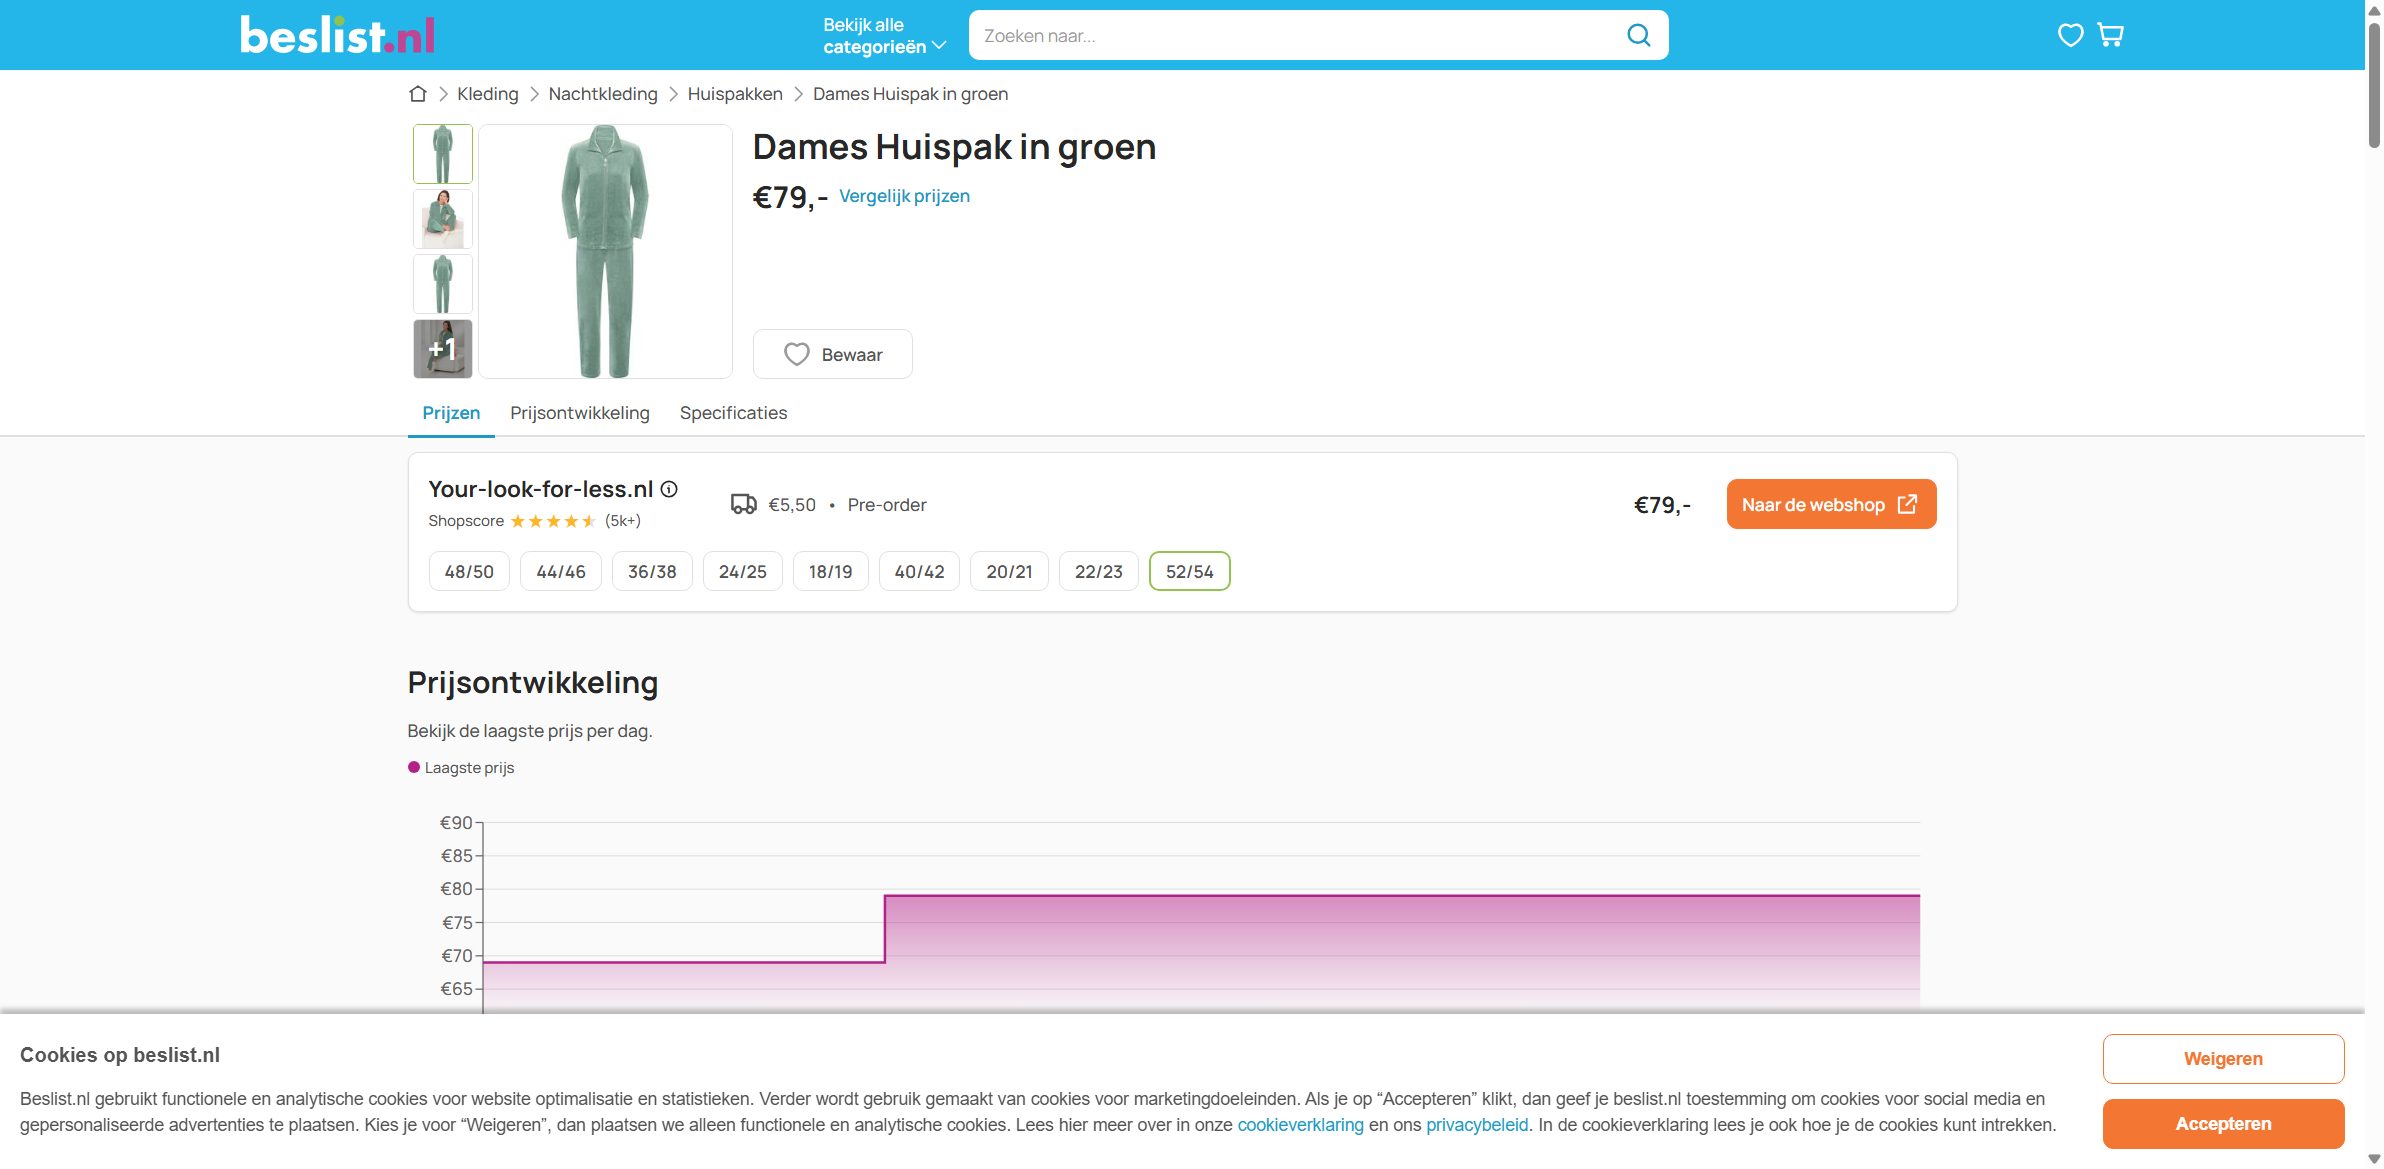 beslist.nl
Bekijk alle
categorieën
Zoeken naar...
Kleding
Nachtkleding
Huispakken
Dames Huispak in groen
+1
Dames Huispak in groen
€79,- Vergelijk prijzen
Bewaar
Prijzen
Prijsontwikkeling
Specificaties
Your-look-for-less.nl
Shopscore (5k+)
€5,50 • Pre-order
€79,-
Naar de webshop
48/50 44/46 36/38 24/25 18/19 40/42 20/21 22/23 52/54
Prijsontwikkeling
Bekijk de laagste prijs per dag.
Laagste prijs
€90
€85
€80
€75
€70
€65
Cookies op beslist.nl
Beslist.nl gebruikt functionele en analytische cookies voor website optimalisatie en statistieken. Verder wordt gebruik gemaakt van cookies voor marketingdoeleinden. Als je op “Accepteren” klikt, dan geef je beslist.nl toestemming om cookies voor social media en
gepersonaliseerde advertenties te plaatsen. Kies je voor “Weigeren”, dan plaatsen we alleen functionele en analytische cookies. Lees hier meer over in onze cookieverklaring en ons privacybeleid. In de cookieverklaring lees je ook hoe je de cookies kunt intrekken.
Weigeren
Accepteren